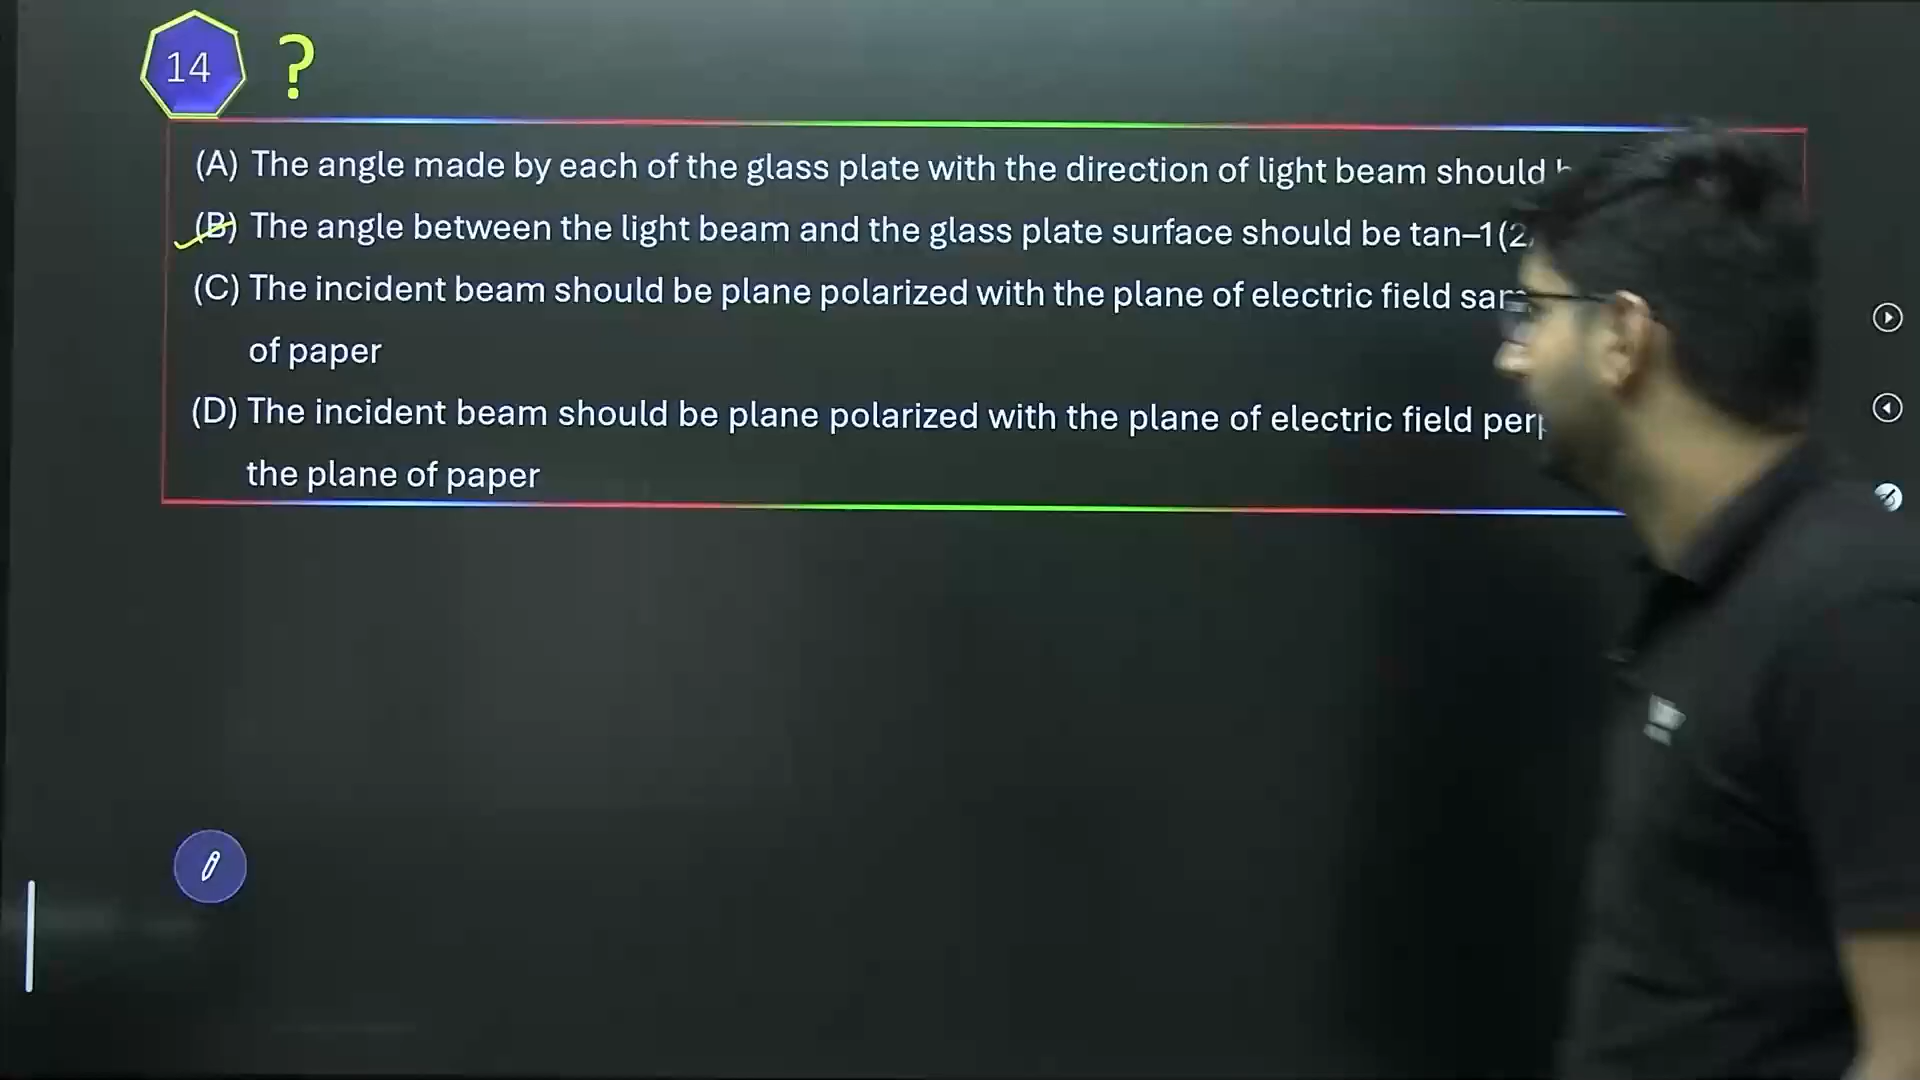 14 ?
(A) The angle made by each of the glass plate with the direction of light beam should
(B) The angle between the light beam and the glass plate surface should be tan–1(2
(C) The incident beam should be plane polarized with the plane of electric field
of paper
(D) The incident beam should be plane polarized with the plane of electric field
the plane of paper